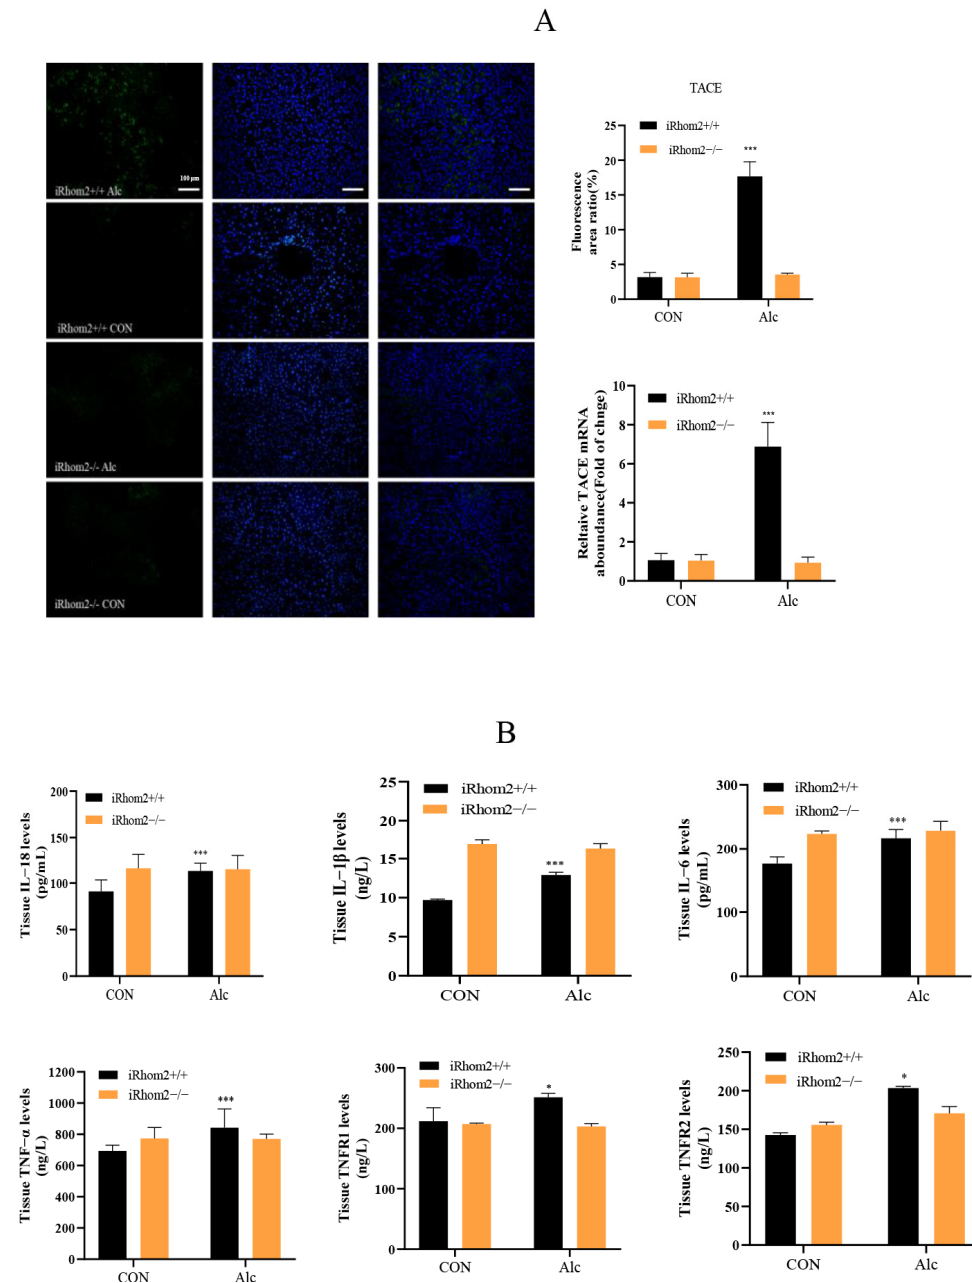 A
100 μm
iRhom2+/+ Alc
iRhom2+/+ CON
iRhom2-/- Alc
iRhom2-/- CON
TACE
iRhom2+/+
iRhom2−/−
Fluorescence
area ratio(%)
25
20
15
10
5
0
***
CON
Alc
iRhom2+/+
iRhom2−/−
Reltaive TACE mRNA
aboundance(Fold of chnge)
10
8
6
4
2
0
***
CON
Alc
B
iRhom2+/+
iRhom2−/−
Tissue IL−18 levels
(pg/mL)
200
150
100
50
0
***
CON
Alc
iRhom2+/+
iRhom2−/−
Tissue IL−1β levels
(ng/L)
25
20
15
10
5
0
***
CON
Alc
iRhom2+/+
iRhom2−/−
Tissue IL−6 levels
(pg/mL)
300
200
100
0
***
CON
Alc
iRhom2+/+
iRhom2−/−
Tissue TNF−α levels
(ng/L)
1200
1000
800
600
400
200
0
***
CON
Alc
iRhom2+/+
iRhom2−/−
Tissue TNFR1 levels
(ng/L)
300
200
100
0
*
CON
Alc
iRhom2+/+
iRhom2−/−
Tissue TNFR2 levels
(ng/L)
250
200
150
100
50
0
*
CON
Alc